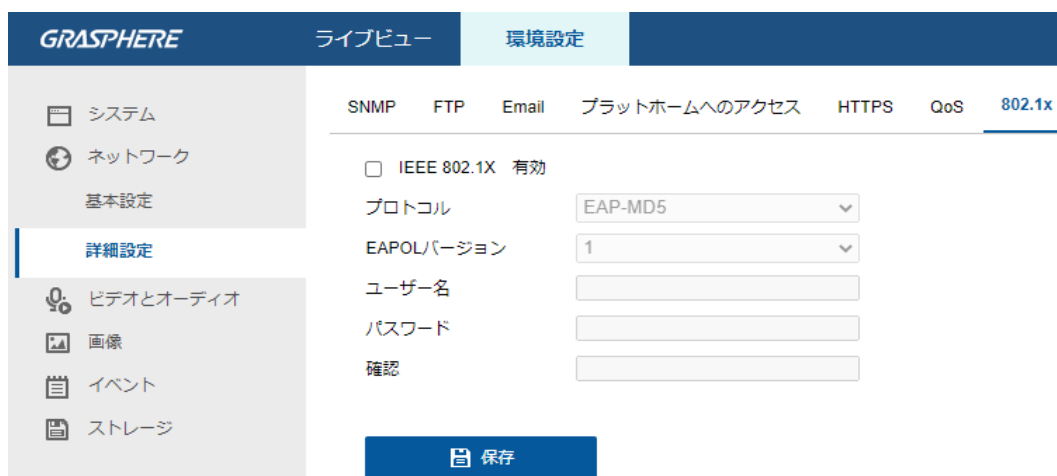 GRASPHERE ライブビュー 環境設定
システム
ネットワーク
基本設定
詳細設定
ビデオとオーディオ
画像
イベント
ストレージ
SNMP FTP Email プラットホームへのアクセス HTTPS QoS 802.1x
IEEE 802.1X 有効
プロトコル EAP-MD5
EAPOLバージョン 1
ユーザー名
パスワード
確認
保存